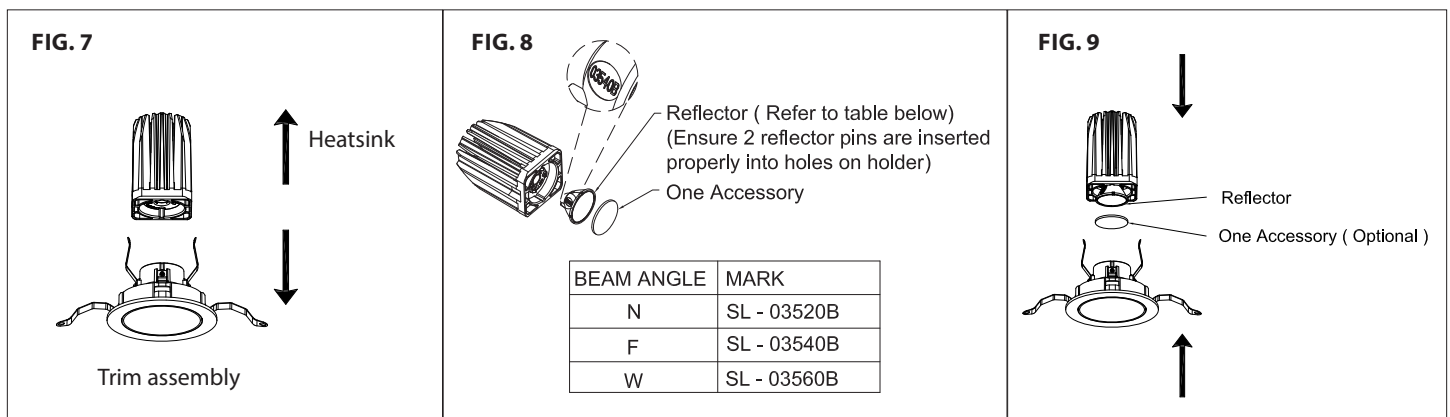 FIG. 7
Heatsink
Trim assembly
FIG. 8
03540B
Reflector ( Refer to table below)
(Ensure 2 reflector pins are inserted
properly into holes on holder)
One Accessory
BEAM ANGLE MARK
N SL - 03520B
F SL - 03540B
W SL - 03560B
FIG. 9
Reflector
One Accessory ( Optional )